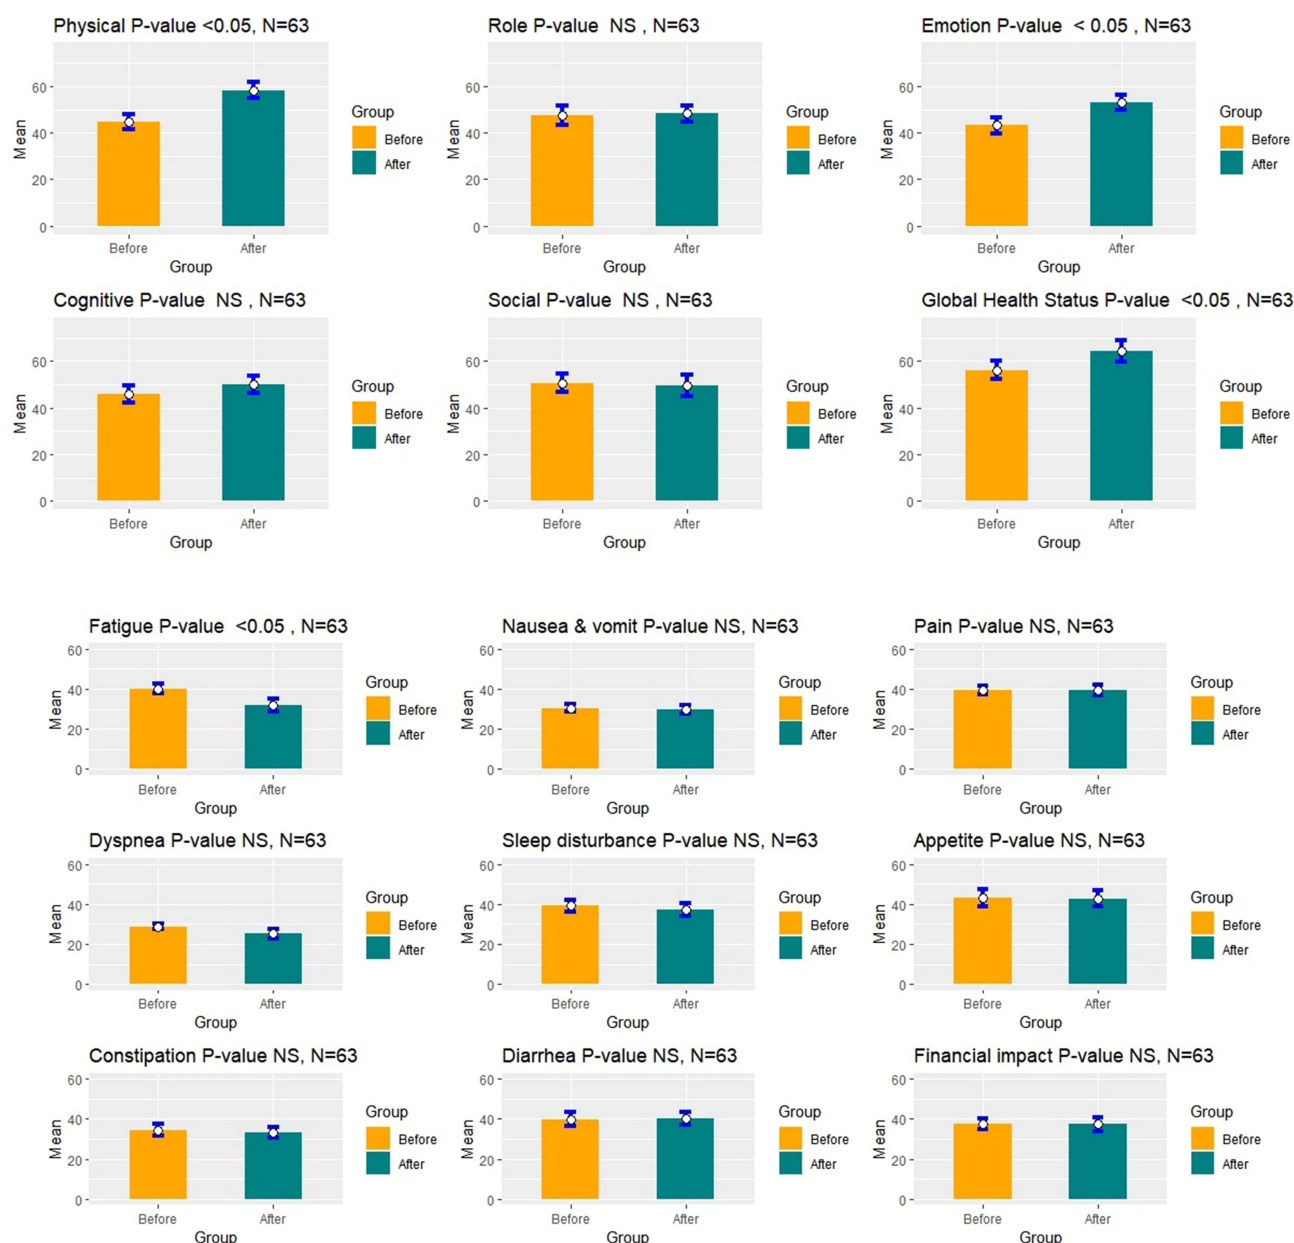 Physical P-value <0.05, N=63
Mean
60
40
20
0
Before
After
Group
Group
Before
After
Role P-value  NS , N=63
Mean
60
40
20
0
Before
After
Group
Group
Before
After
Emotion P-value  < 0.05 , N=63
Mean
60
40
20
0
Before
After
Group
Group
Before
After
Cognitive P-value  NS , N=63
Mean
60
40
20
0
Before
After
Group
Group
Before
After
Social P-value  NS , N=63
Mean
60
40
20
0
Before
After
Group
Group
Before
After
Global Health Status P-value  <0.05 , N=63
Mean
60
40
20
0
Before
After
Group
Group
Before
After
Fatigue P-value  <0.05 , N=63
Mean
60
40
20
0
Before
After
Group
Group
Before
After
Nausea & vomit P-value NS, N=63
Mean
60
40
20
0
Before
After
Group
Group
Before
After
Pain P-value NS, N=63
Mean
60
40
20
0
Before
After
Group
Group
Before
After
Dyspnea P-value NS, N=63
Mean
60
40
20
0
Before
After
Group
Group
Before
After
Sleep disturbance P-value NS, N=63
Mean
60
40
20
0
Before
After
Group
Group
Before
After
Appetite P-value NS, N=63
Mean
60
40
20
0
Before
After
Group
Group
Before
After
Constipation P-value NS, N=63
Mean
60
40
20
0
Before
After
Group
Group
Before
After
Diarrhea P-value NS, N=63
Mean
60
40
20
0
Before
After
Group
Group
Before
After
Financial impact P-value NS, N=63
Mean
60
40
20
0
Before
After
Group
Group
Before
After